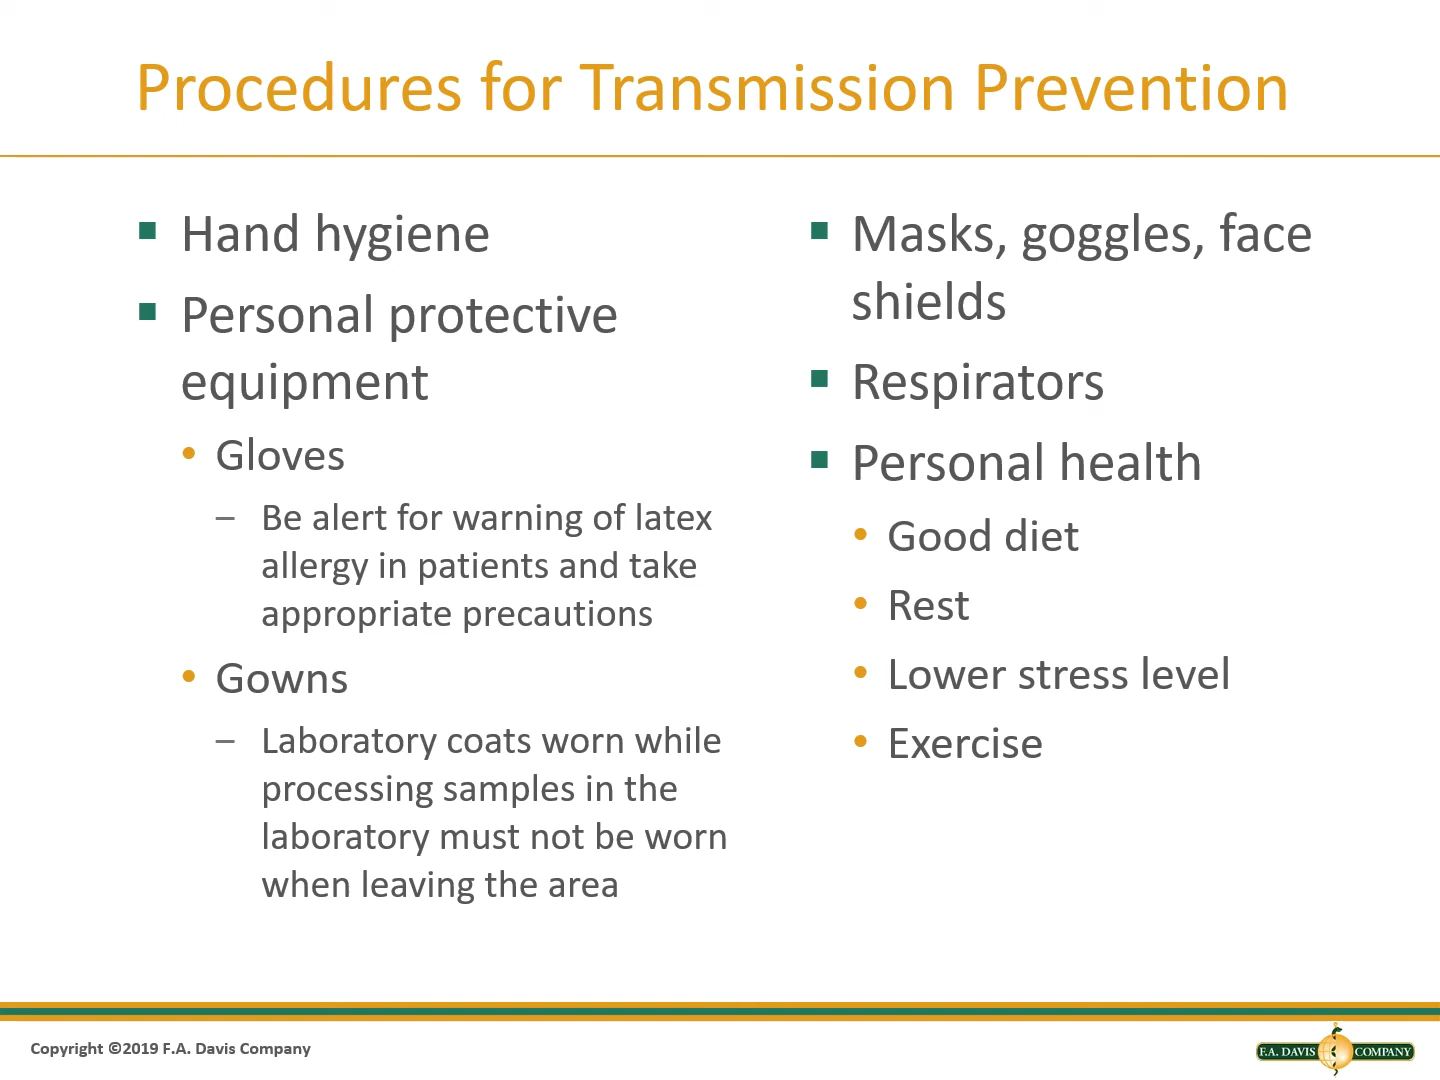 Procedures for Transmission Prevention
▪ Hand hygiene
▪ Personal protective
equipment
• Gloves
– Be alert for warning of latex
allergy in patients and take
appropriate precautions
• Gowns
– Laboratory coats worn while
processing samples in the
laboratory must not be worn
when leaving the area
▪ Masks, goggles, face
shields
▪ Respirators
▪ Personal health
• Good diet
• Rest
• Lower stress level
• Exercise
Copyright ©2019 F.A. Davis Company
F.A. DAVIS COMPANY